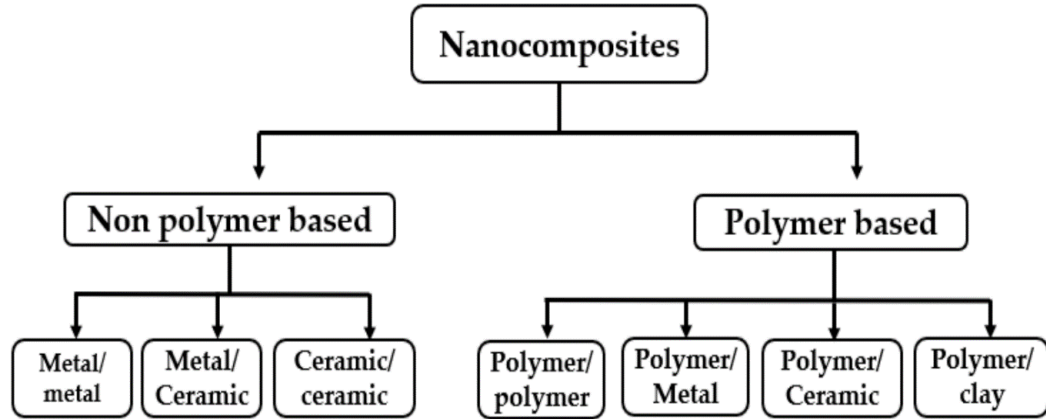 Nanocomposites
Non polymer based
Polymer based
Metal/
metal
Metal/
Ceramic
Ceramic/
ceramic
Polymer/
polymer
Polymer/
Metal
Polymer/
Ceramic
Polymer/
clay